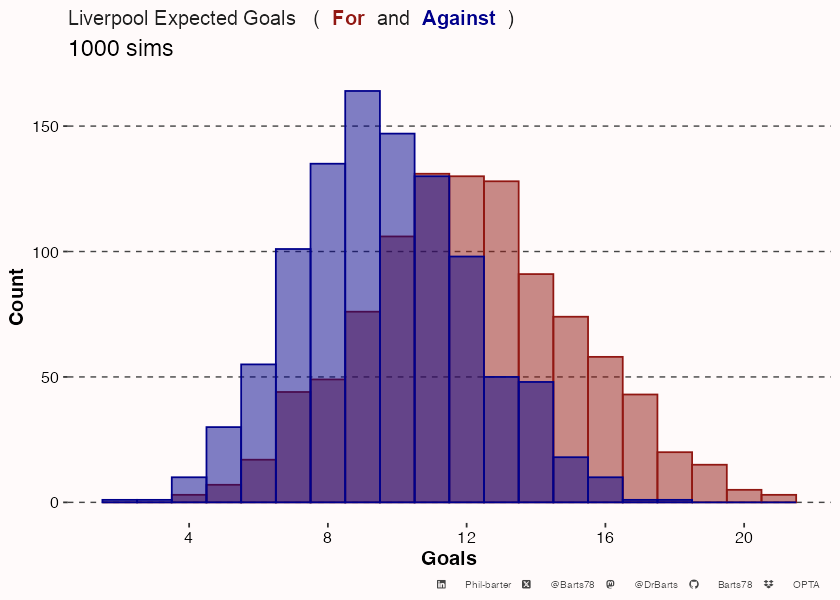 Liverpool Expected Goals ( For and Against )
1000 sims
150
100
50
0
Count
4 8 12 16 20
Goals
Phil-barter @Barts78 @DrBarts Barts78 OPTA